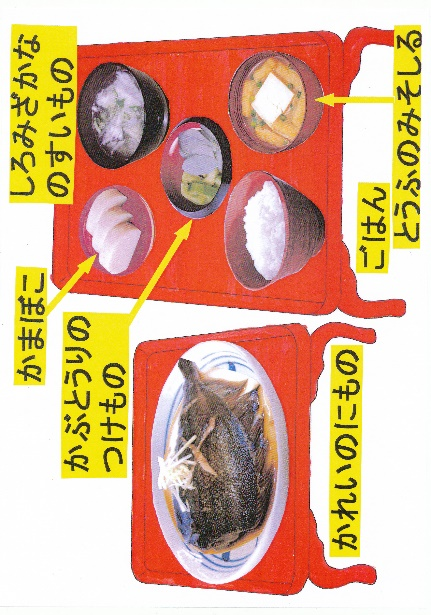 しろみざかな
のすいもの
とうふのみそしる
ごはん
かまぼこ
かぶとうりの
つけもの
かれいのにもの